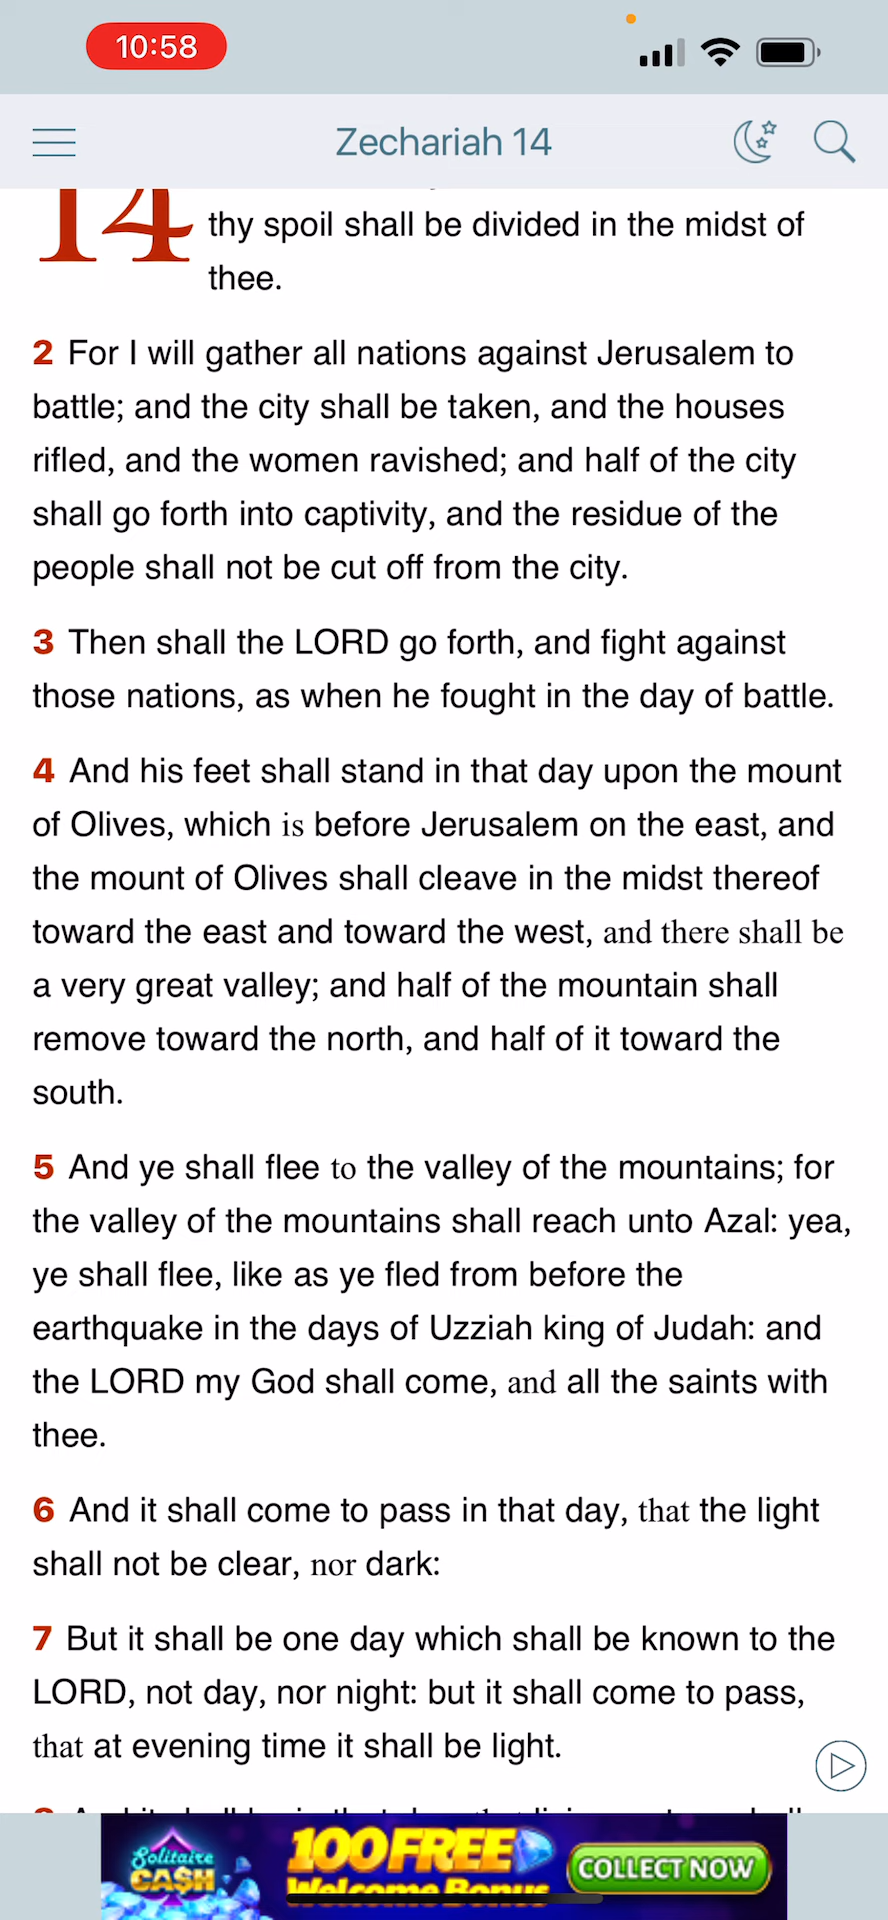 10:58
Zechariah 14
14 thy spoil shall be divided in the midst of
thee.
2 For I will gather all nations against Jerusalem to
battle; and the city shall be taken, and the houses
rifled, and the women ravished; and half of the city
shall go forth into captivity, and the residue of the
people shall not be cut off from the city.
3 Then shall the LORD go forth, and fight against
those nations, as when he fought in the day of battle.
4 And his feet shall stand in that day upon the mount
of Olives, which is before Jerusalem on the east, and
the mount of Olives shall cleave in the midst thereof
toward the east and toward the west, and there shall be
a very great valley; and half of the mountain shall
remove toward the north, and half of it toward the
south.
5 And ye shall flee to the valley of the mountains; for
the valley of the mountains shall reach unto Azal: yea,
ye shall flee, like as ye fled from before the
earthquake in the days of Uzziah king of Judah: and
the LORD my God shall come, and all the saints with
thee.
6 And it shall come to pass in that day, that the light
shall not be clear, nor dark:
7 But it shall be one day which shall be known to the
LORD, not day, nor night: but it shall come to pass,
that at evening time it shall be light.
Solitaire
CASH
100 FREE
Welcome Bonus
COLLECT NOW